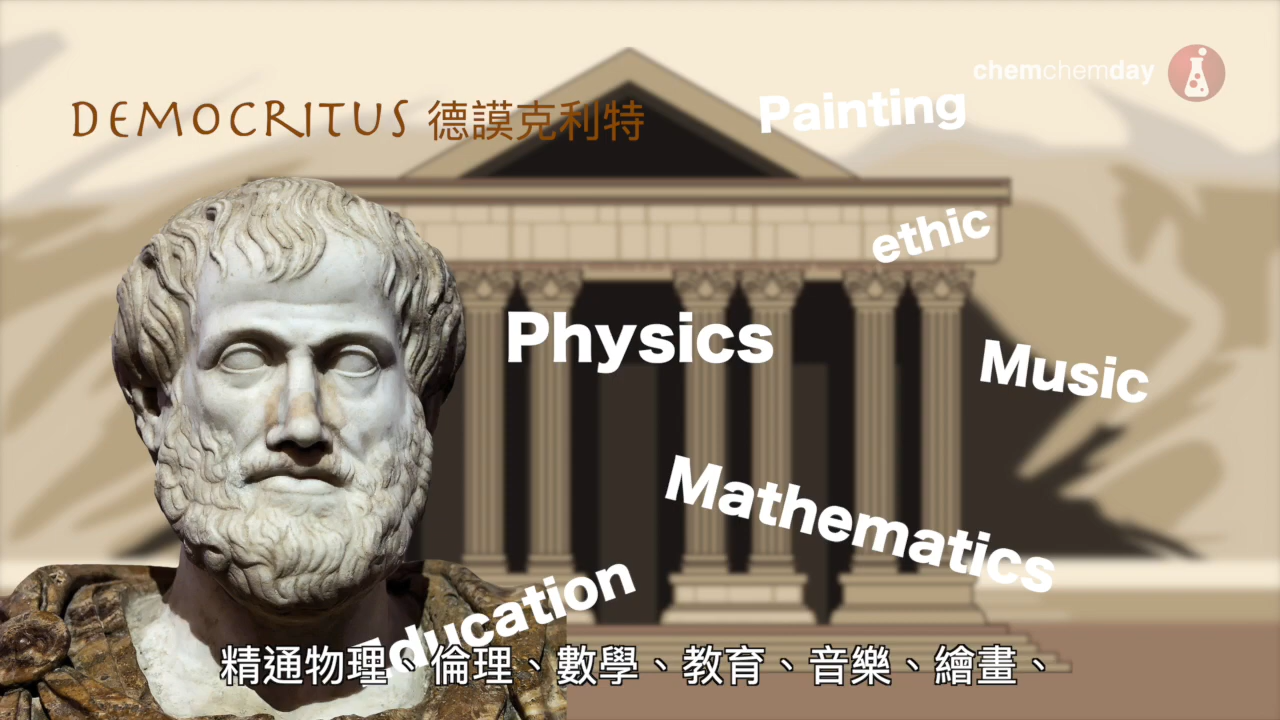 chemchemday
DEMOCRITUS 德謨克利特
Painting
ethic
Physics
Music
Mathematics
Education
精通物理、倫理、數學、教育、音樂、繪畫、